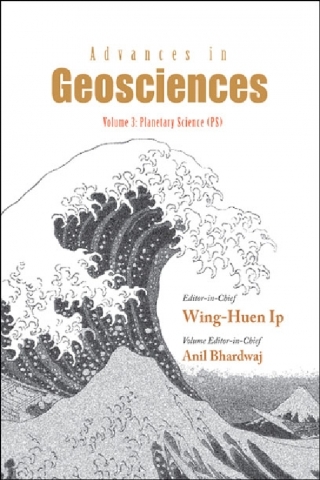 Advances in
Geosciences
Volume 3: Planetary Science (PS)
Editor-in-Chief
Wing-Huen Ip
Volume Editor-in-Chief
Anil Bhardwaj